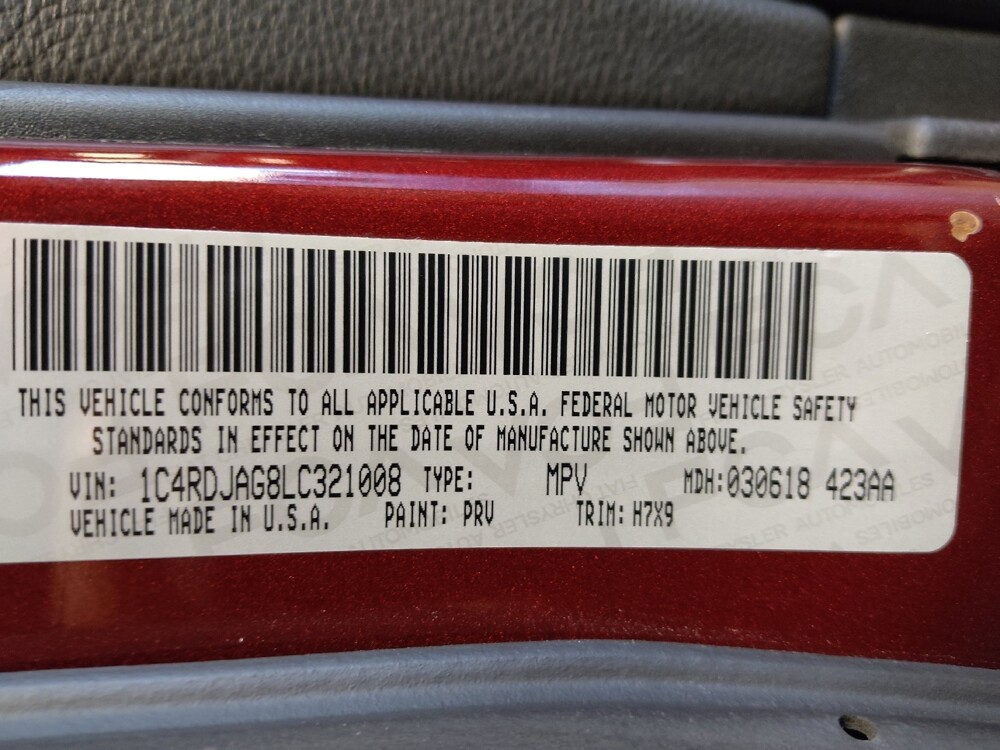 THIS VEHICLE CONFORMS TO ALL APPLICABLE U.S.A. FEDERAL MOTOR VEHICLE SAFETY
STANDARDS IN EFFECT ON THE DATE OF MANUFACTURE SHOWN ABOVE.
VIN: 1C4RDJAG8LC321008 TYPE: MPV MDH:030618 423AA
VEHICLE MADE IN U.S.A. PAINT: PRV TRIM: H7X9